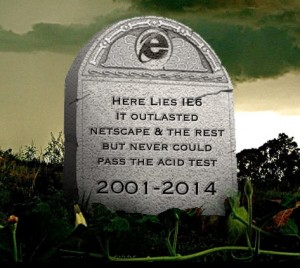 Here Lies IE6
It outlasted
Netscape & the rest
but never could
pass the Acid Test
2001-2014